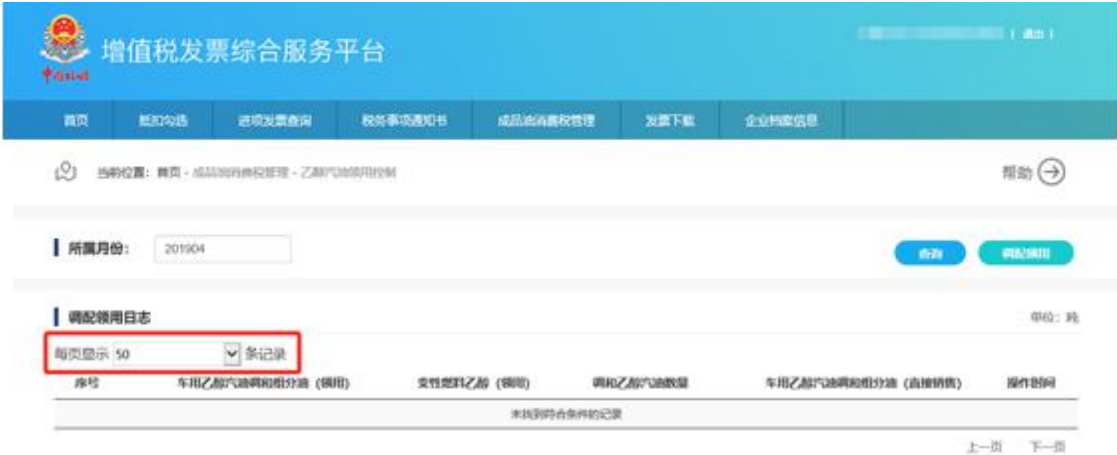 增值税发票综合服务平台
[ 退出 ]
首页 抵扣勾选 进项发票查询 税务事项通知书 成品油消费税管理 发票下载 企业档案信息
当前位置：首页 - 成品油消费税管理 - 乙醇汽油领用控制 帮助
所属月份： 201904 查询 调配领用
调配领用日志 单位：吨
每页显示 50 条记录
序号 车用乙醇汽油调和组分油（领用） 变性燃料乙醇（领用） 调和乙醇汽油数量 车用乙醇汽油调和组分油（直接销售） 操作时间
未找到符合条件的记录
上一页 下一页